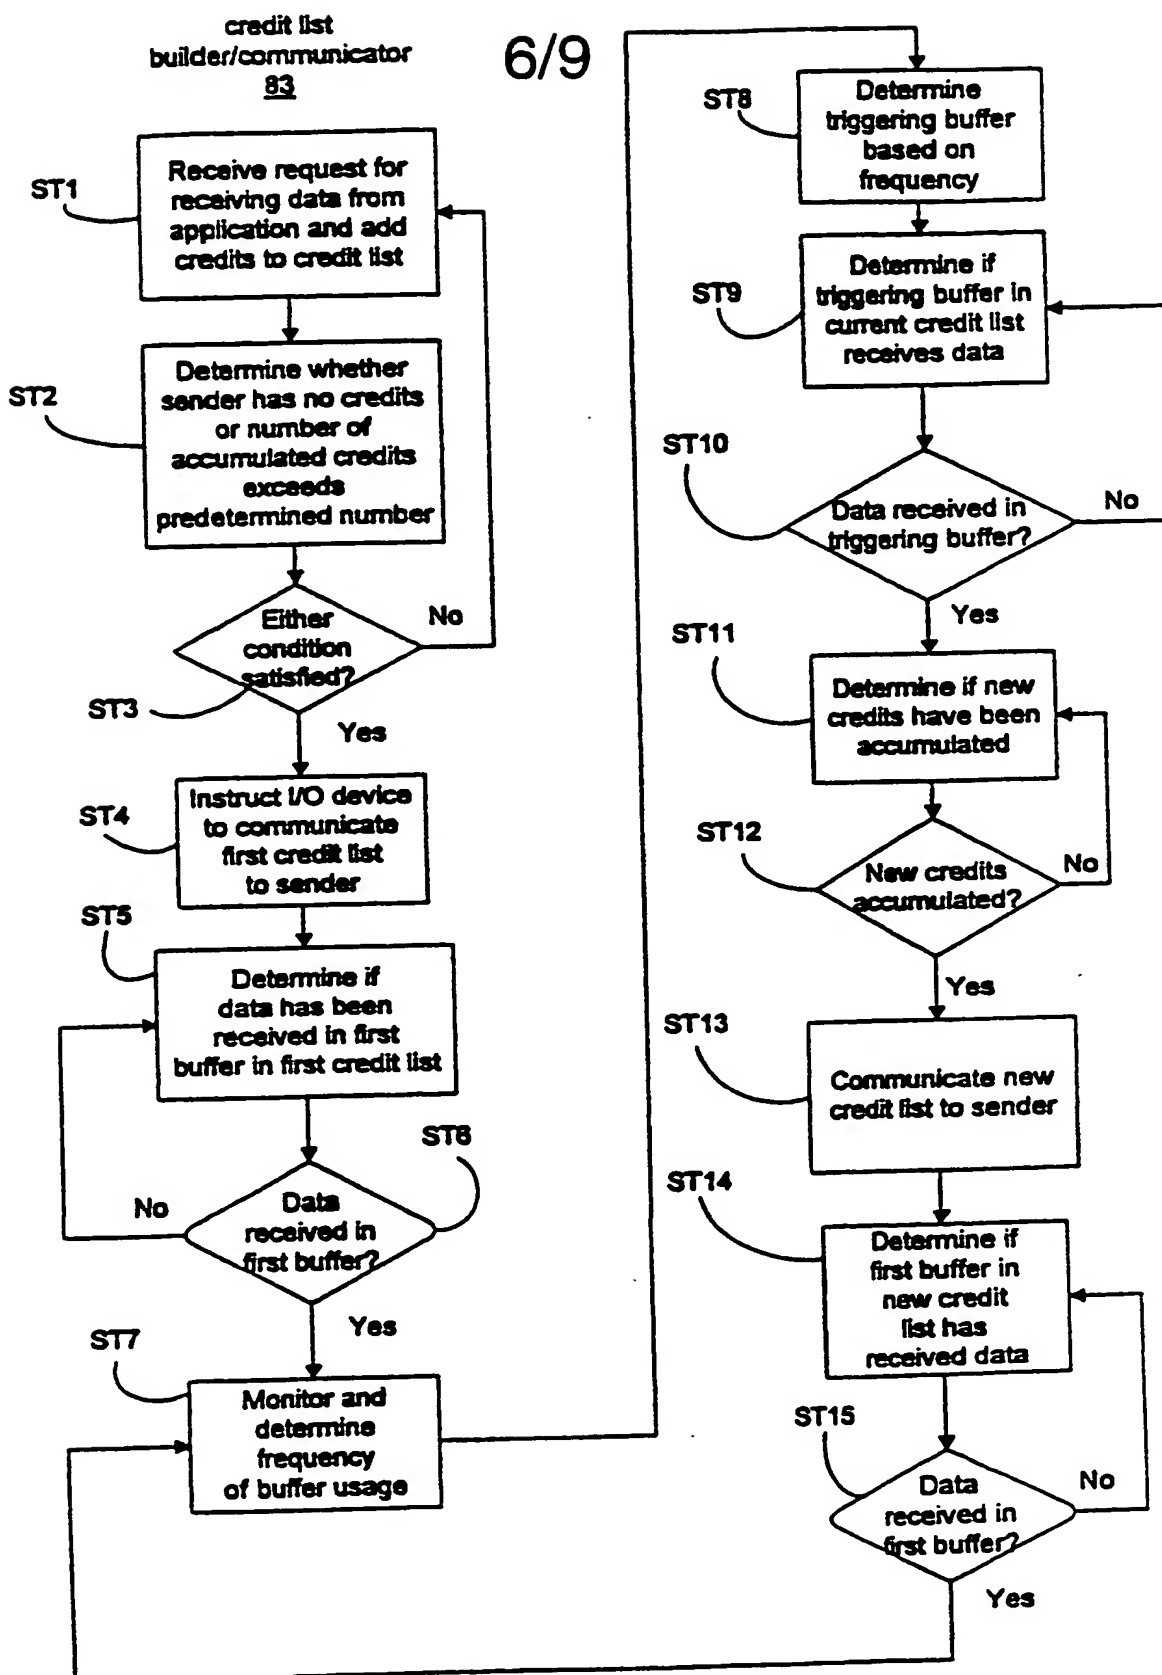 credit list
builder/communicator
83
6/9
ST1
Receive request for
receiving data from
application and add
credits to credit list
ST2
Determine whether
sender has no credits
or number of
accumulated credits
exceeds
predetermined number
Either
condition
satisfied?
No
ST3
Yes
ST4
Instruct I/O device
to communicate
first credit list
to sender
ST5
Determine if
data has been
received in first
buffer in first credit list
ST6
No
Data
received in
first buffer?
Yes
ST7
Monitor and
determine
frequency
of buffer usage
ST8
Determine
triggering buffer
based on
frequency
ST9
Determine if
triggering buffer in
current credit list
receives data
ST10
Data received in
triggering buffer?
No
Yes
ST11
Determine if new
credits have been
accumulated
ST12
New credits
accumulated?
No
Yes
ST13
Communicate new
credit list to sender
ST14
Determine if
first buffer in
new credit
list has
received data
ST15
Data
received in
first buffer?
No
Yes